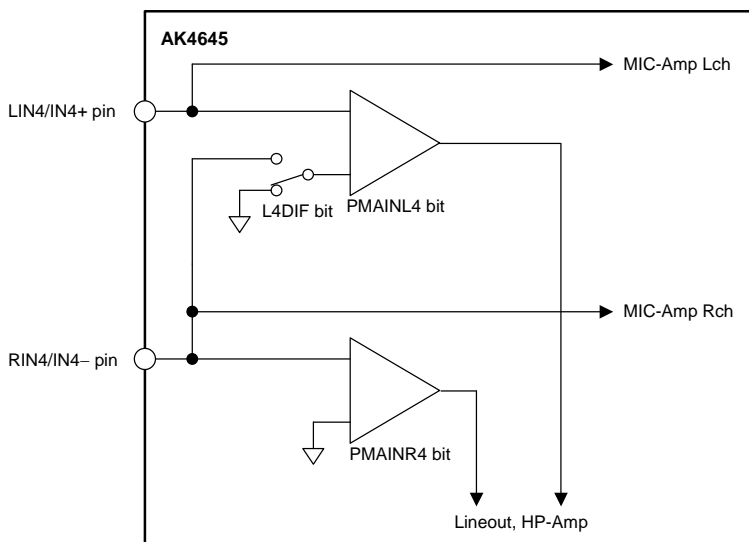 AK4645
MIC-Amp Lch
LIN4/IN4+ pin
L4DIF bit
PMAINL4 bit
MIC-Amp Rch
RIN4/IN4− pin
PMAINR4 bit
Lineout, HP-Amp